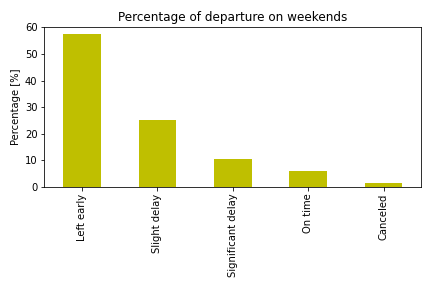 Percentage of departure on weekends
Percentage [%]
60
50
40
30
20
10
0
Left early
Slight delay
Significant delay
On time
Canceled